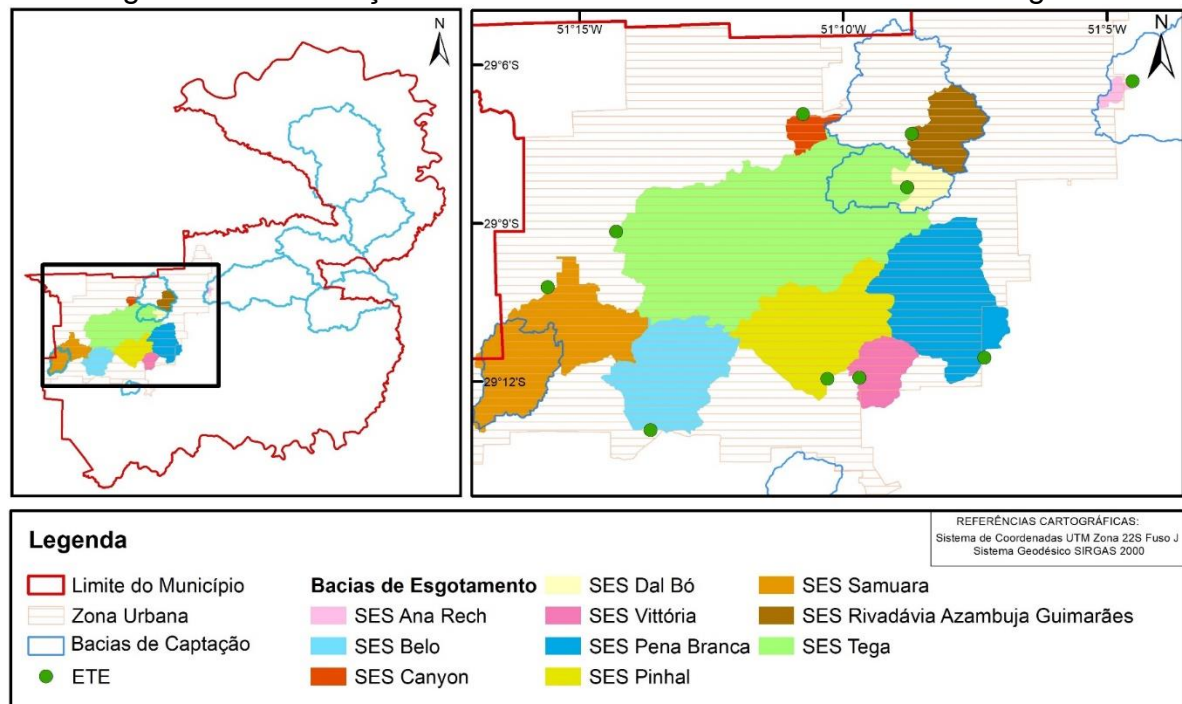 N
51°15'W
51°10'W
51°5'W
N
29°6'S
29°9'S
29°12'S
Legenda
REFERÊNCIAS CARTOGRÁFICAS:
Sistema de Coordenadas UTM Zona 22S Fuso J
Sistema Geodésico SIRGAS 2000
Limite do Município
Zona Urbana
Bacias de Captação
ETE
Bacias de Esgotamento
SES Ana Rech
SES Belo
SES Canyon
SES Dal Bó
SES Vittória
SES Pena Branca
SES Pinhal
SES Samuara
SES Rivadávia Azambuja Guimarães
SES Tega